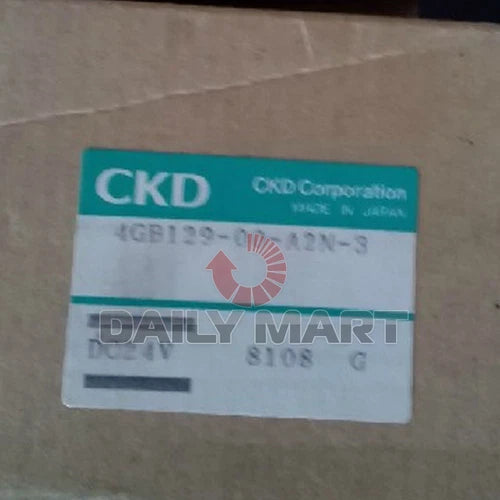 CKD
CKD Corporation
MADE IN JAPAN
4GB129-00-A2N-3
DAILY MART
DC24V 8108 G